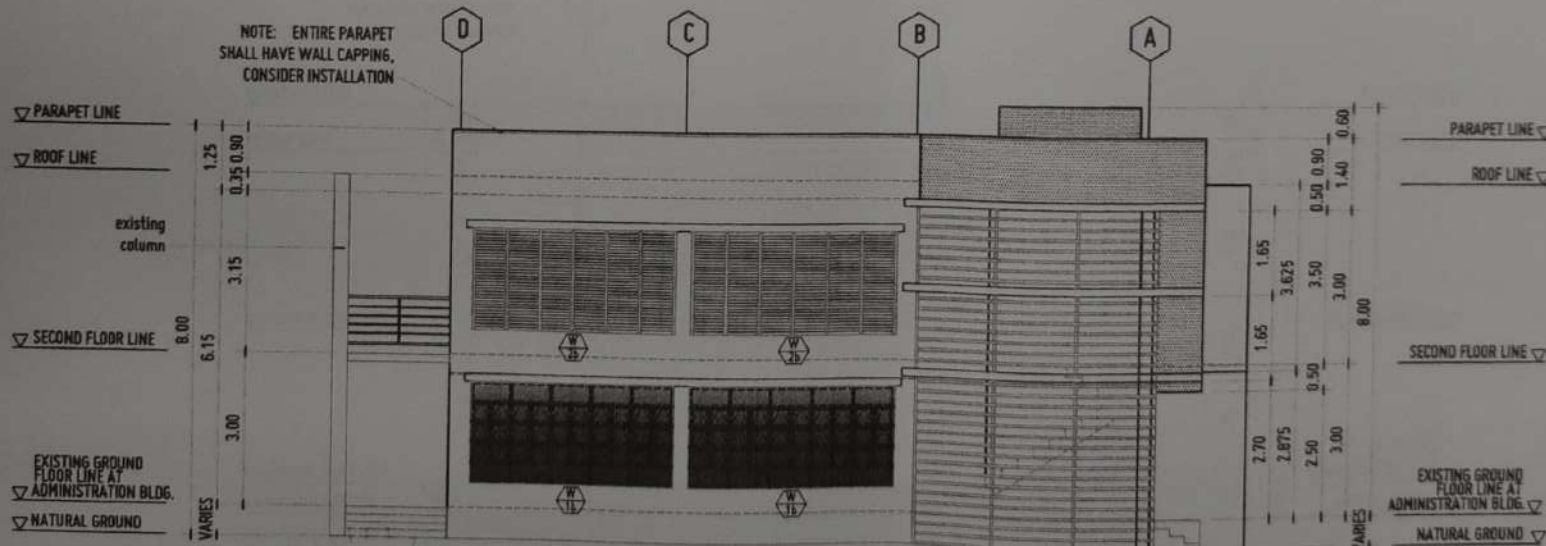 NOTE: ENTIRE PARAPET
SHALL HAVE WALL CAPPING,
CONSIDER INSTALLATION
D
C
B
A
PARAPET LINE
ROOF LINE
existing
column
SECOND FLOOR LINE
EXISTING GROUND
FLOOR LINE AT
ADMINISTRATION BLDG.
NATURAL GROUND
8.00
VARIES
6.15
1.25
3.00
3.15
0.35
0.90
W
2b
W
2b
W
1b
W
1b
1.65
1.65
2.70
3.625
2.875
0.50
3.50
0.50
2.50
0.90
1.40
3.00
3.00
0.60
8.00
VARIES
PARAPET LINE
ROOF LINE
SECOND FLOOR LINE
EXISTING GROUND
FLOOR LINE AT
ADMINISTRATION BLDG.
NATURAL GROUND